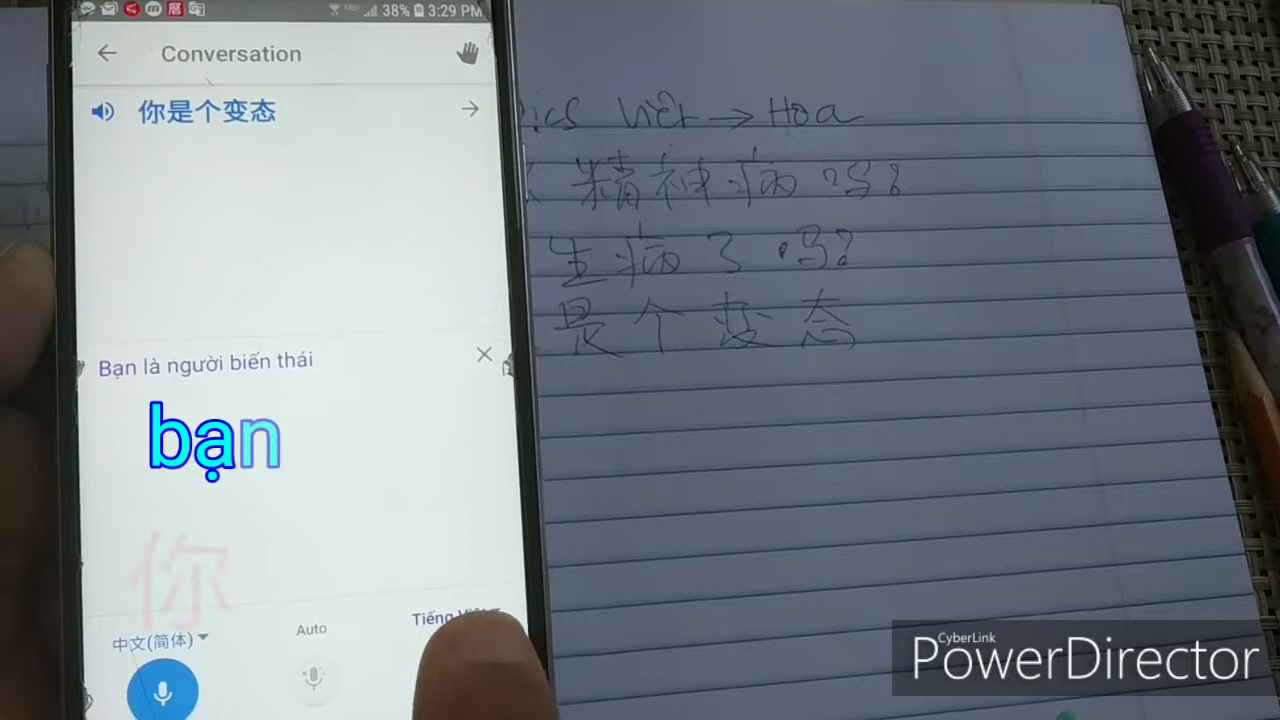 38% 3:29 PM
Conversation
你是个变态
Bạn là người biến thái
bạn
你
Auto
Tiếng Việt
中文(简体)
Việt → Hoa
精神病吗?
生病了吗?
是个变态
CyberLink
PowerDirector